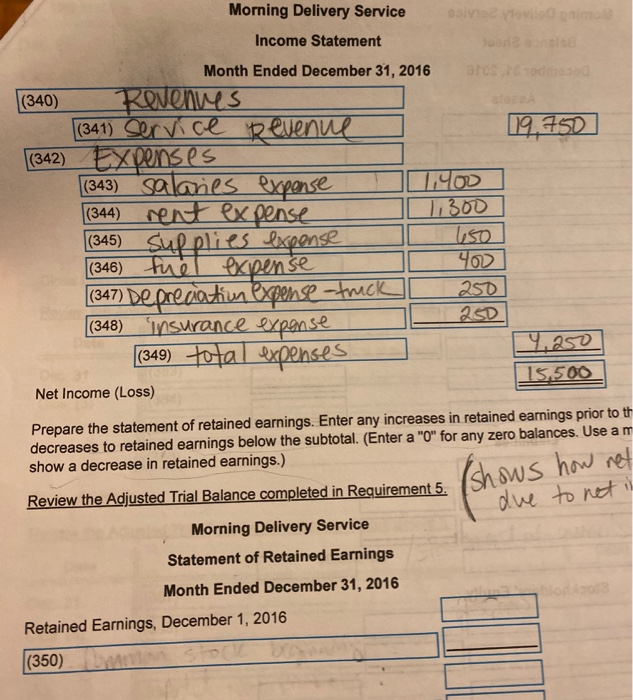 Morning Delivery Service
Income Statement
Month Ended December 31, 2016
(340) Revenues
(341) Service Revenue 19,750
(342) Expenses
(343) salaries expense 1,400
(344) rent expense 1,300
(345) supplies expense 650
(346) fuel expense 400
(347) Depreciation Expense - truck 250
(348) insurance expense 250
(349) total expenses 4,250
15,500
Net Income (Loss)
Prepare the statement of retained earnings. Enter any increases in retained earnings prior to th
decreases to retained earnings below the subtotal. (Enter a "0" for any zero balances. Use a m
show a decrease in retained earnings.)
(shows how net
Review the Adjusted Trial Balance completed in Requirement 5.
due to net i
Morning Delivery Service
Statement of Retained Earnings
Month Ended December 31, 2016
Retained Earnings, December 1, 2016
(350)